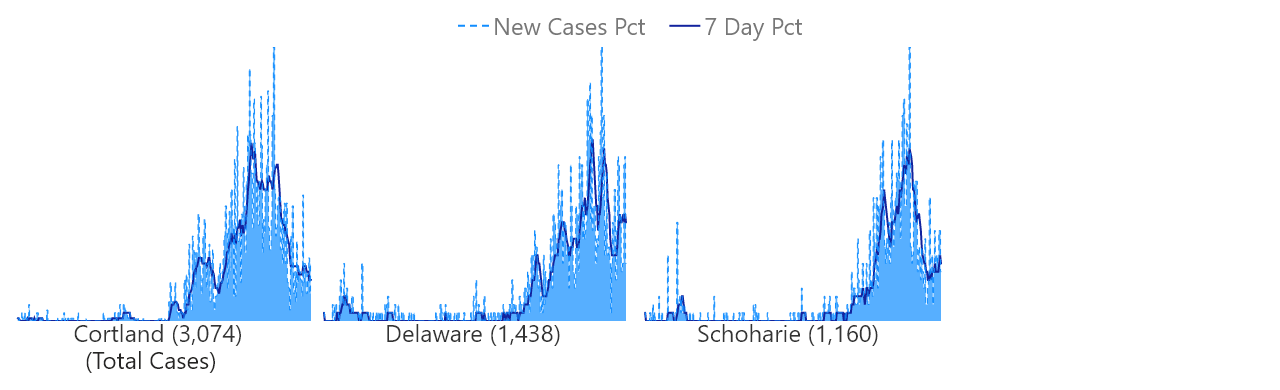 New Cases Pct 7 Day Pct
Cortland (3,074) Delaware (1,438) Schoharie (1,160)
(Total Cases)